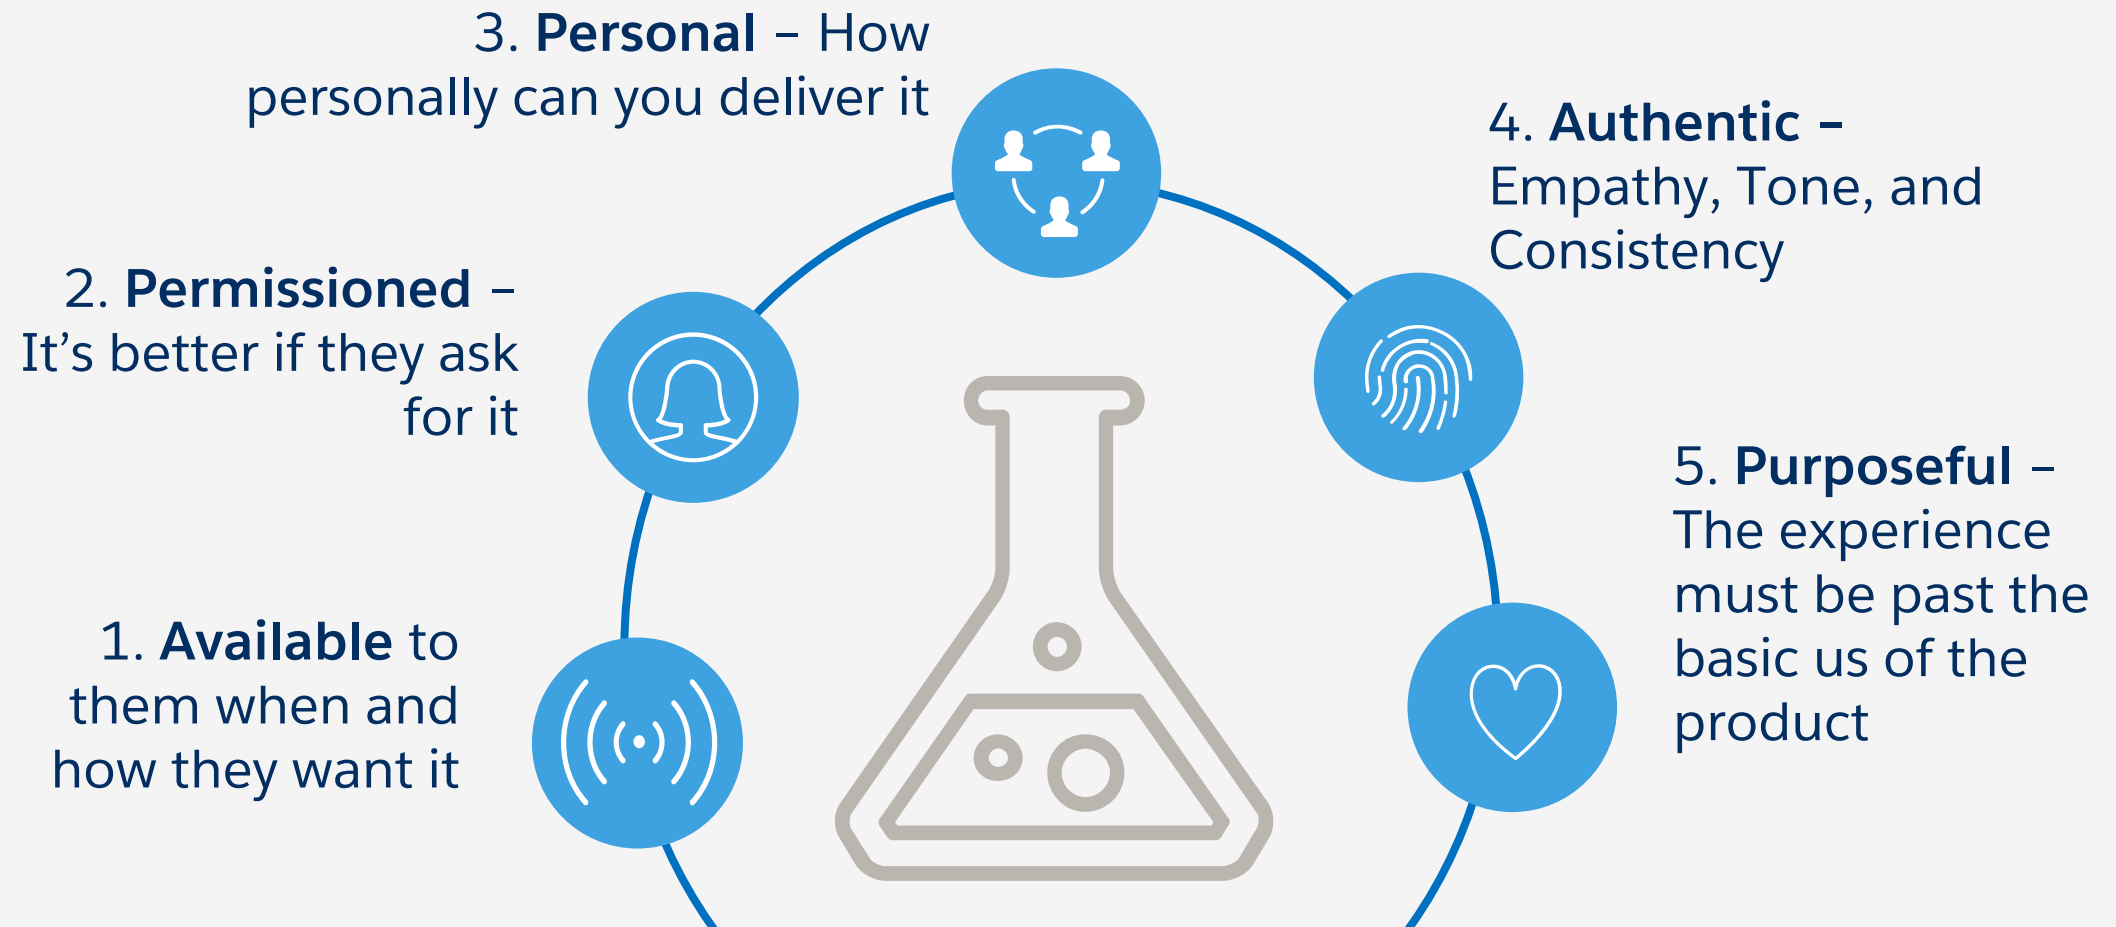 3. Personal – How
personally can you deliver it
4. Authentic –
Empathy, Tone, and
Consistency
2. Permissioned –
It’s better if they ask
for it
5. Purposeful –
The experience
must be past the
basic us of the
product
1. Available to
them when and
how they want it